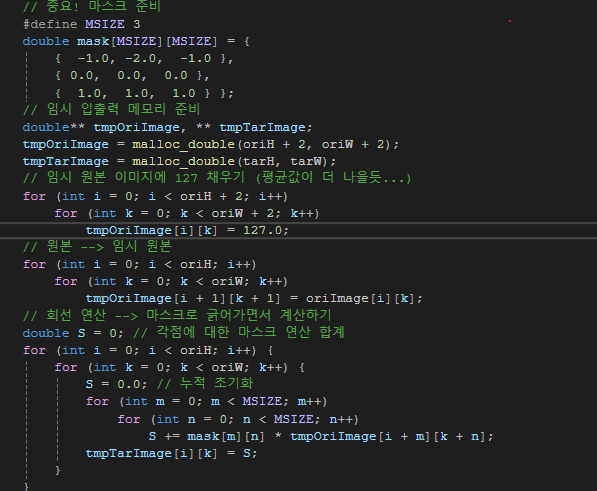 // 중요! 마스크 준비
#define MSIZE 3
double mask[MSIZE][MSIZE] = {
{  -1.0, -2.0,  -1.0 },
{ 0.0,  0.0,  0.0 },
{  1.0,  1.0,  1.0 } };
// 임시 입출력 메모리 준비
double** tmpOriImage, ** tmpTarImage;
tmpOriImage = malloc_double(oriH + 2, oriW + 2);
tmpTarImage = malloc_double(tarH, tarW);
// 임시 원본 이미지에 127 채우기 (평균값이 더 나을듯...)
for (int i = 0; i < oriH + 2; i++)
for (int k = 0; k < oriW + 2; k++)
tmpOriImage[i][k] = 127.0;
// 원본 --> 임시 원본
for (int i = 0; i < oriH; i++)
for (int k = 0; k < oriW; k++)
tmpOriImage[i + 1][k + 1] = oriImage[i][k];
// 회선 연산 --> 마스크로 긁어가면서 계산하기
double S = 0; // 각점에 대한 마스크 연산 합계
for (int i = 0; i < oriH; i++) {
for (int k = 0; k < oriW; k++) {
S = 0.0; // 누적 초기화
for (int m = 0; m < MSIZE; m++)
for (int n = 0; n < MSIZE; n++)
S += mask[m][n] * tmpOriImage[i + m][k + n];
tmpTarImage[i][k] = S;
}
}